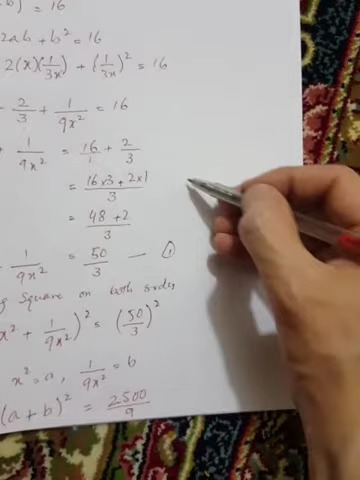 b) = 16
2ab + b² = 16
2(x)(1/3x) + (1/3x)² = 16
- 2/3 + 1/9x² = 16
+ 1/9x² = 16/1 + 2/3
= 16×3 + 2×1 / 3
= 48 + 2 / 3
- 1/9x² = 50/3 — ①
g Square on both sides
x² + 1/9x²)² = (50/3)²
x² = a, 1/9x² = b
(a + b)² = 2500/9